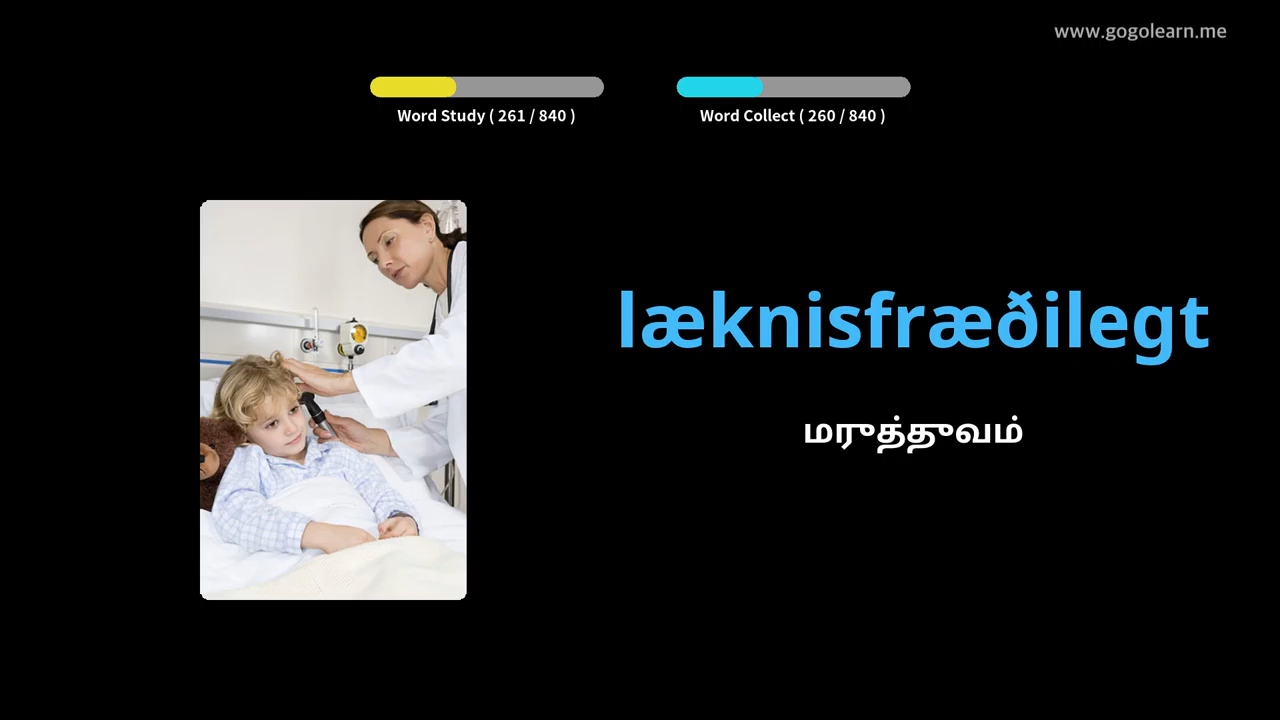 www.gogolearn.me
Word Study ( 261 / 840 )
Word Collect ( 260 / 840 )
læknisfræðilegt
மருத்துவம்